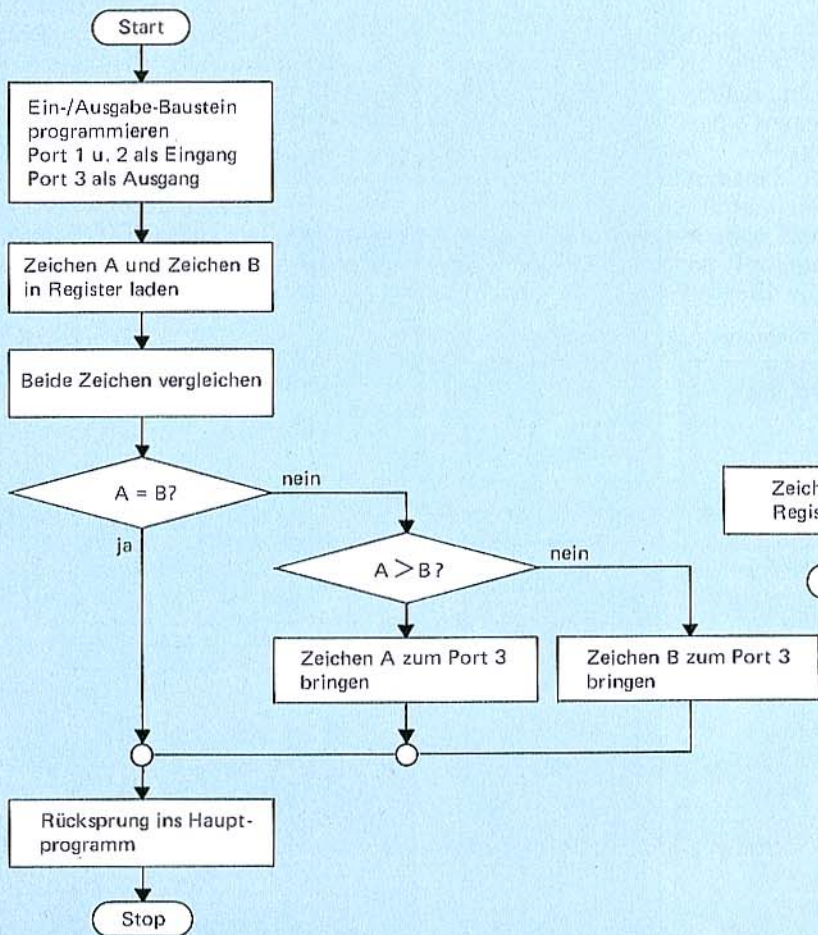 Start
Ein-/Ausgabe-Baustein
programmieren
Port 1 u. 2 als Eingang
Port 3 als Ausgang
Zeichen A und Zeichen B
in Register laden
Beide Zeichen vergleichen
A = B?
nein
ja
A > B?
nein
Zeichen A zum Port 3
bringen
Zeichen B zum Port 3
bringen
Rücksprung ins Haupt-
programm
Stop